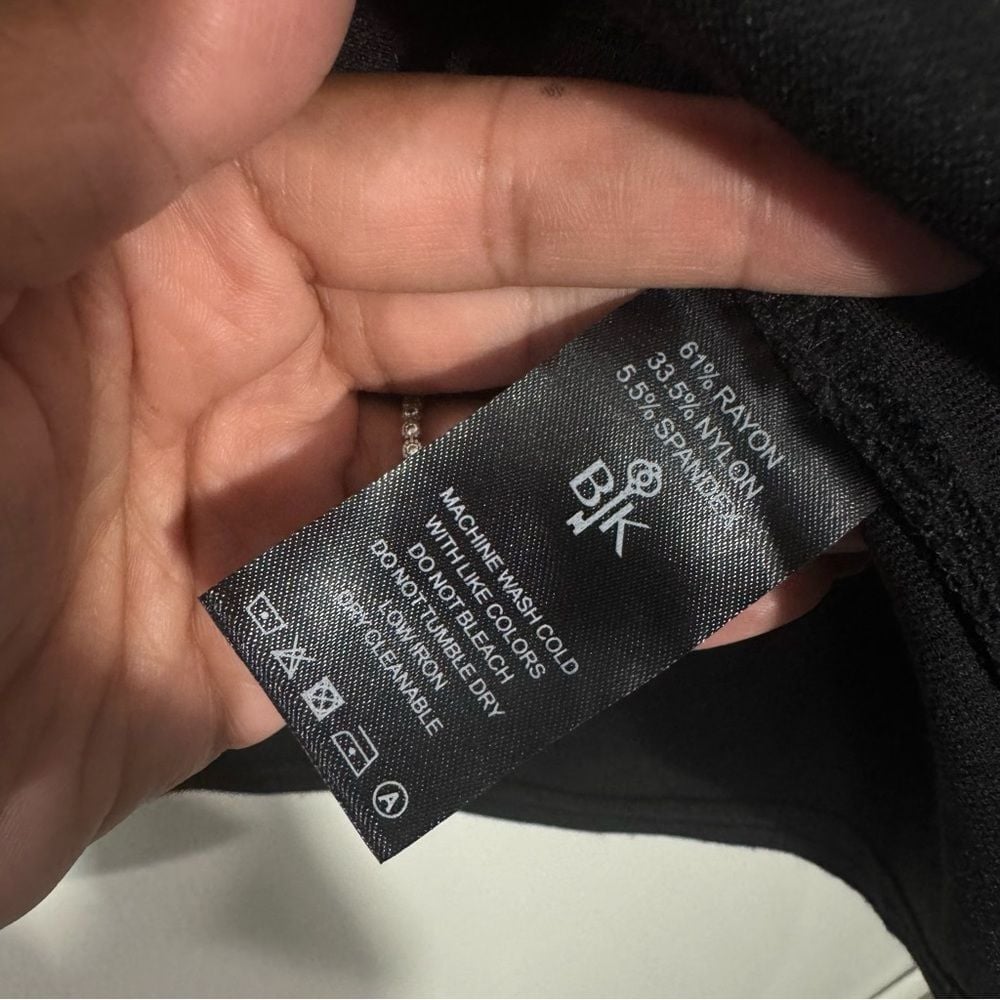 61% RAYON
33.5% NYLON
5.5% SPANDEX
BJK
MACHINE WASH COLD
WITH LIKE COLORS
DO NOT BLEACH
DO NOT TUMBLE DRY
LOW IRON
DRY CLEANABLE
A